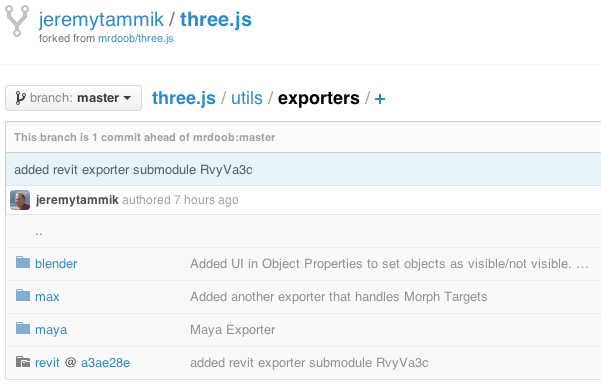 jeremytammik / three.js
forked from mrdoob/three.js
branch: master three.js / utils / exporters / +
This branch is 1 commit ahead of mrdoob:master
added revit exporter submodule RvyVa3c
jeremytammik authored 7 hours ago
..
blender Added UI in Object Properties to set objects as visible/not visible. …
max Added another exporter that handles Morph Targets
maya Maya Exporter
revit @ a3ae28e added revit exporter submodule RvyVa3c